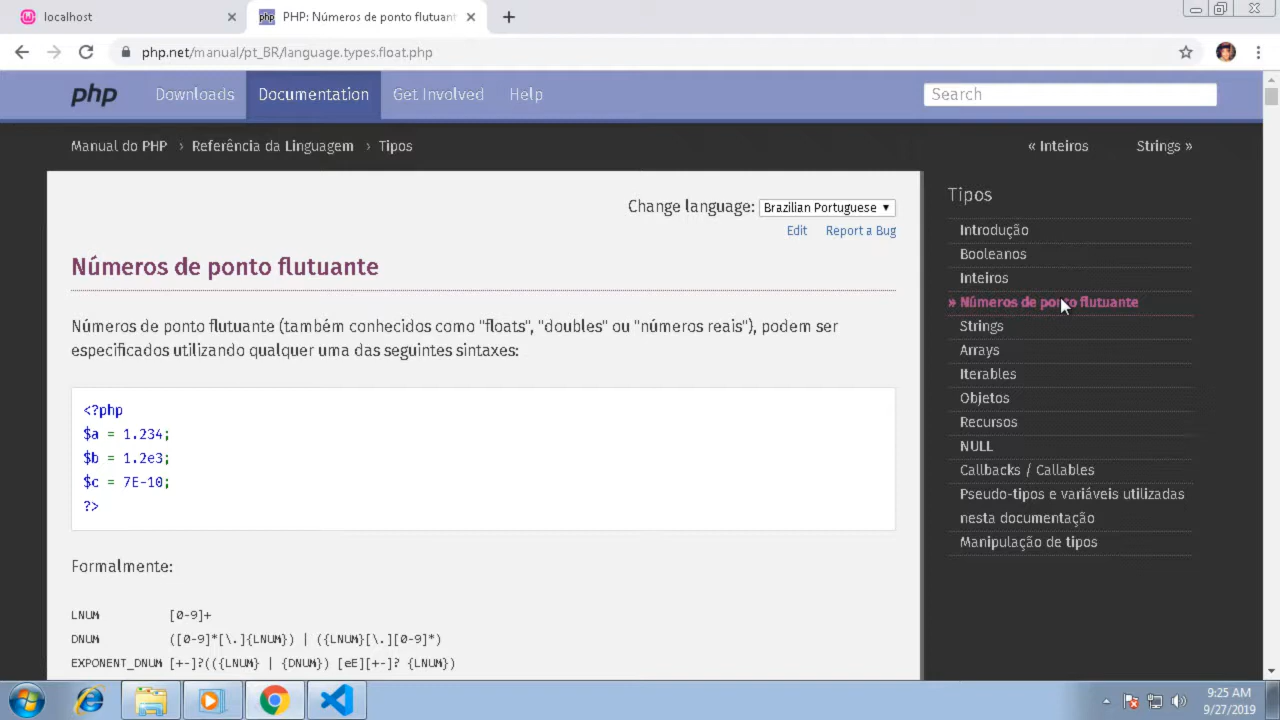 localhost
PHP: Números de ponto flutuant
php.net/manual/pt_BR/language.types.float.php
php
Downloads
Documentation
Get Involved
Help
Search
Manual do PHP › Referência da Linguagem › Tipos
« Inteiros
Strings »
Change language: Brazilian Portuguese
Edit
Report a Bug
Números de ponto flutuante
Números de ponto flutuante (também conhecidos como "floats", "doubles" ou "números reais"), podem ser
especificados utilizando qualquer uma das seguintes sintaxes:
<?php
$a = 1.234;
$b = 1.2e3;
$c = 7E-10;
?>
Formalmente:
LNUM [0-9]+
DNUM ([0-9]*[\.]{LNUM}) | ({LNUM}[\.][0-9]*)
EXPONENT_DNUM [+-]?(({LNUM} | {DNUM}) [eE][+-]? {LNUM})
Tipos
Introdução
Booleanos
Inteiros
» Números de ponto flutuante
Strings
Arrays
Iterables
Objetos
Recursos
NULL
Callbacks / Callables
Pseudo-tipos e variáveis utilizadas
nesta documentação
Manipulação de tipos
9:25 AM
9/27/2019